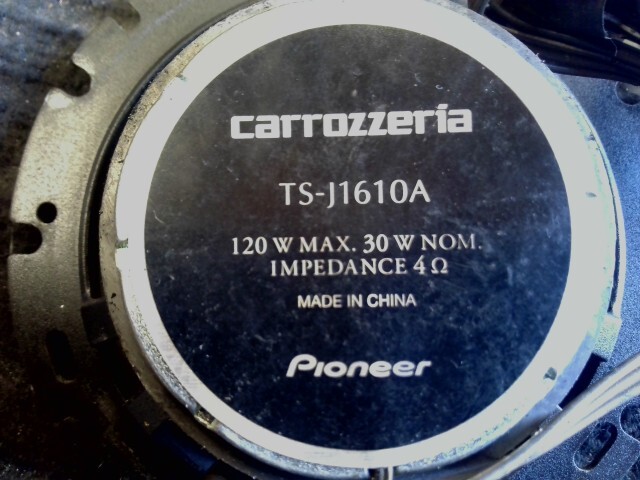 carrozzeria
TS-J1610A
120 W MAX. 30 W NOM.
IMPEDANCE 4 Ω
MADE IN CHINA
Pioneer